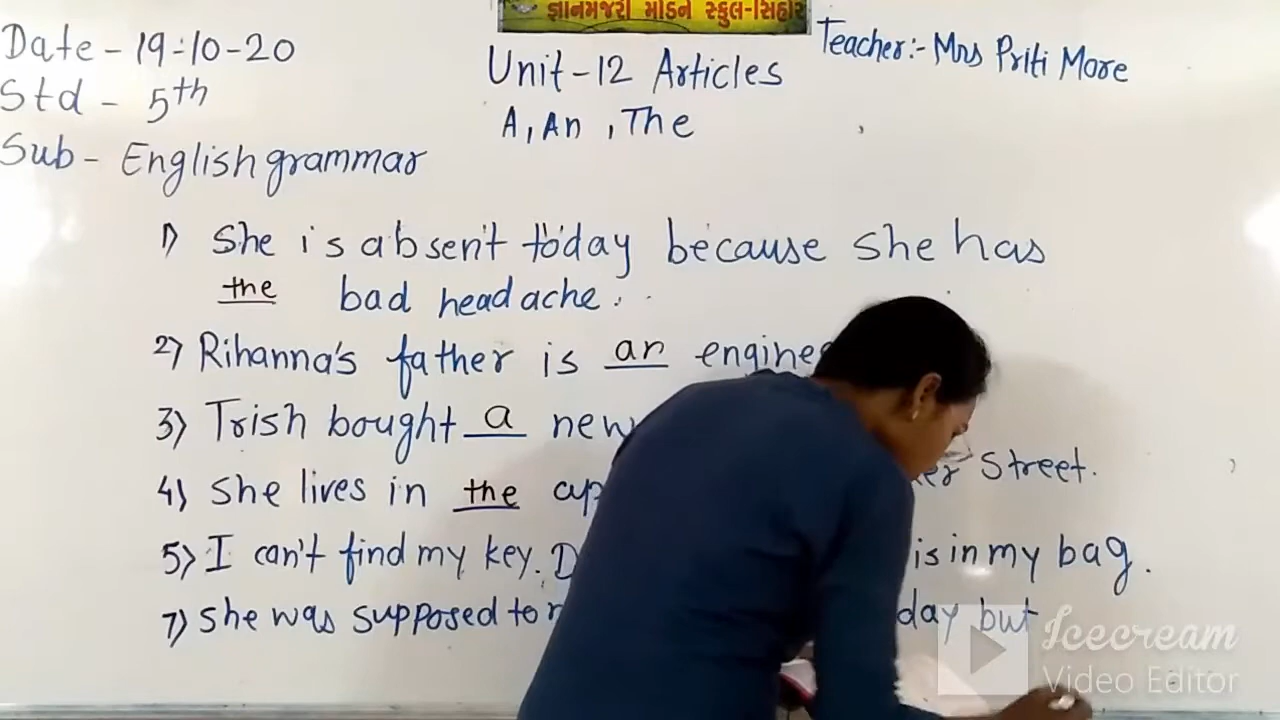 જ્ઞાનમંજરી મોડર્ન સ્કુલ-સિહોર
Date - 19-10-20
Std - 5th
Sub - English grammar
Teacher:- Mrs Priti More
Unit-12 Articles
A, An, The
1) She is absent today because she has
the bad headache.
2) Rihanna's father is an
3) Trish bought a new
4) She lives in the Street.
5) I can't find my key. is in my bag.
7) She was supposed to but
Icecream
Video Editor